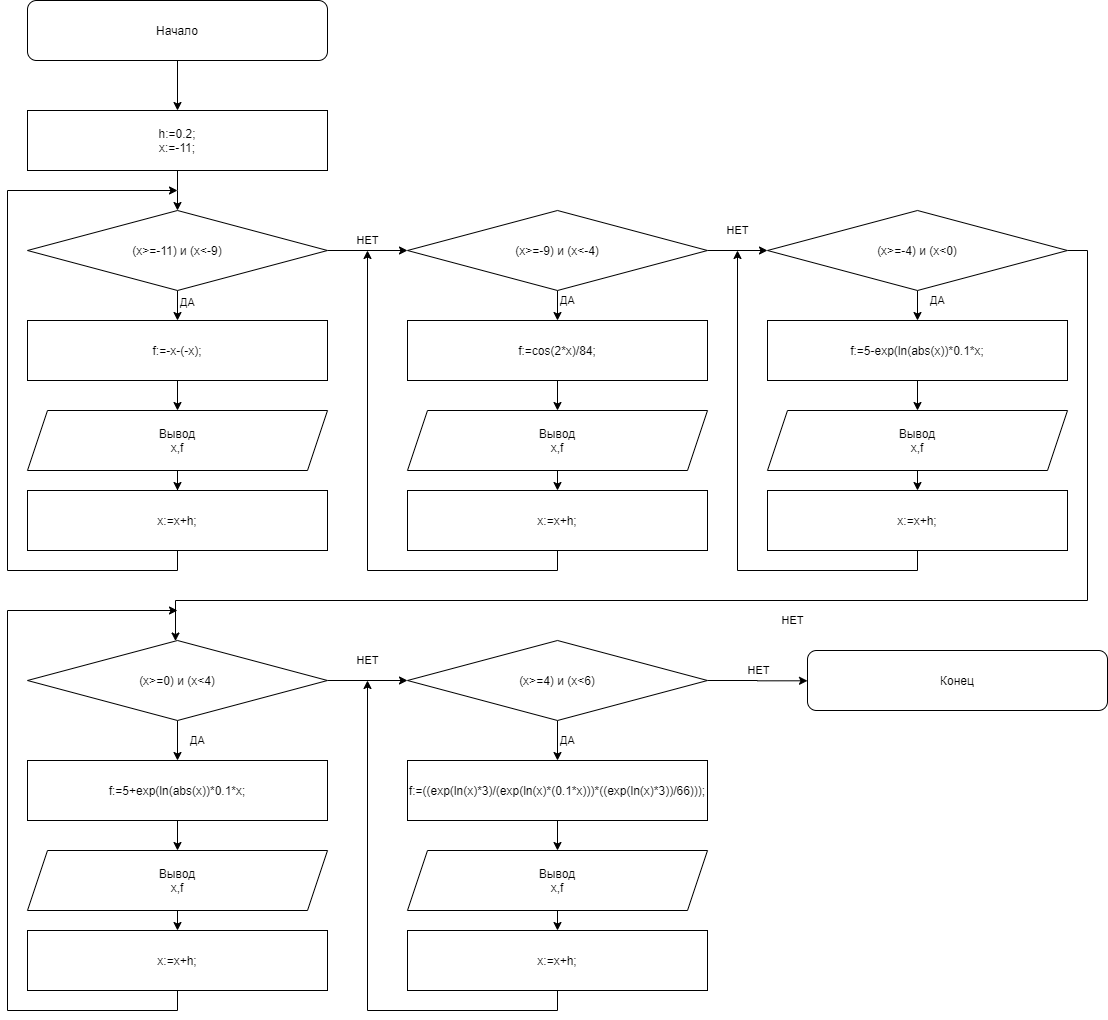 Начало
h:=0.2;
x:=-11;
(x>=-11) и (x<-9)
НЕТ
(x>=-9) и (x<-4)
НЕТ
(x>=-4) и (x<0)
ДА
ДА
ДА
f:=-x-(-x);
f:=cos(2*x)/84;
f:=5-exp(ln(abs(x))*0.1*x;
Вывод
x,f
Вывод
x,f
Вывод
x,f
x:=x+h;
x:=x+h;
x:=x+h;
НЕТ
(x>=0) и (x<4)
НЕТ
(x>=4) и (x<6)
НЕТ
Конец
ДА
ДА
f:=5+exp(ln(abs(x))*0.1*x;
f:=((exp(ln(x)*3)/(exp(ln(x)*(0.1*x)))*((exp(ln(x)*3))/66)));
Вывод
x,f
Вывод
x,f
x:=x+h;
x:=x+h;